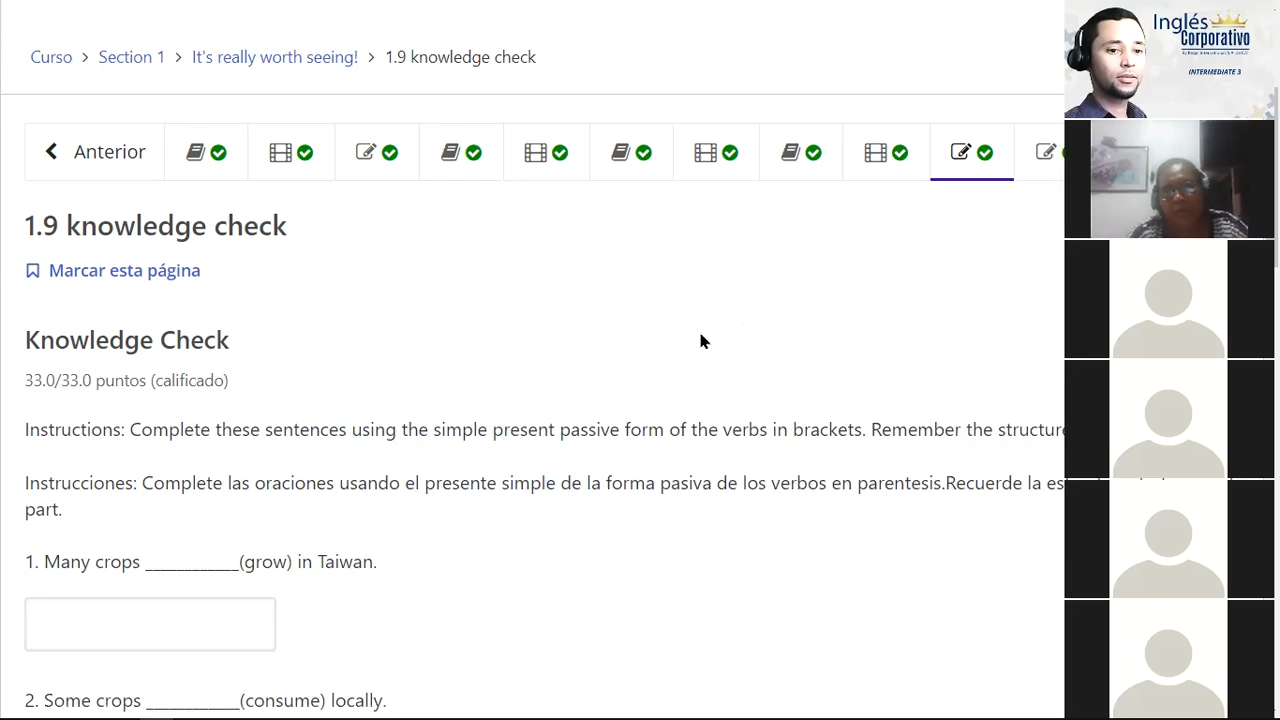 Curso > Section 1 > It's really worth seeing! > 1.9 knowledge check
Anterior
1.9 knowledge check
Marcar esta página
Knowledge Check
33.0/33.0 puntos (calificado)
Instructions: Complete these sentences using the simple present passive form of the verbs in brackets. Remember the structure
Instrucciones: Complete las oraciones usando el presente simple de la forma pasiva de los verbos en parentesis.Recuerde la es
part.
1. Many crops ____________(grow) in Taiwan.
2. Some crops ____________(consume) locally.
Inglés
Corporativo
INTERMEDIATE 3